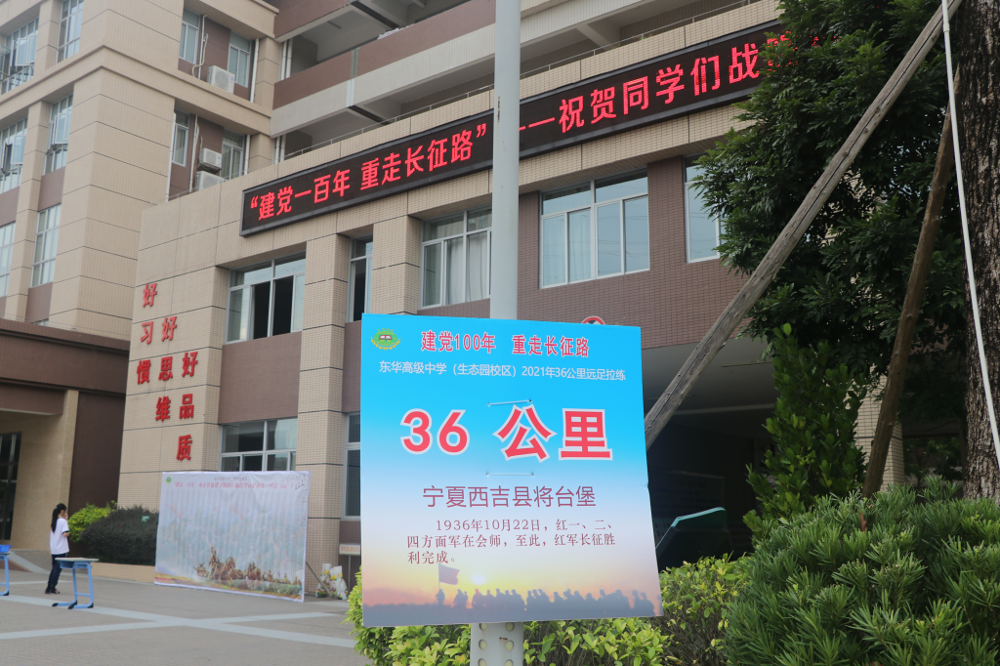 “建党一百年 重走长征路”——祝贺同学们战
好习惯
好思维
好品质
建党100年 重走长征路
东华高级中学（生态园校区）2021年36公里远足拉练
36 公里
宁夏西吉县将台堡
1936年10月22日，红一、二、
四方面军在会师，至此，红军长征胜
利完成。